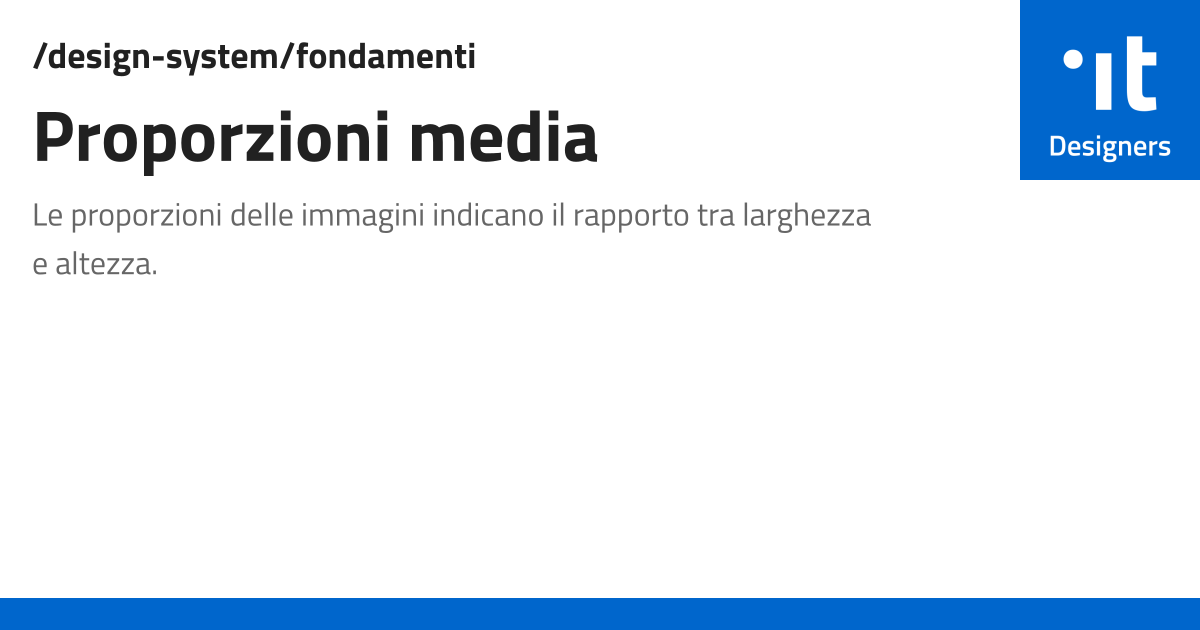 /design-system/fondamenti
Proporzioni media
Le proporzioni delle immagini indicano il rapporto tra larghezza
e altezza.
it
Designers